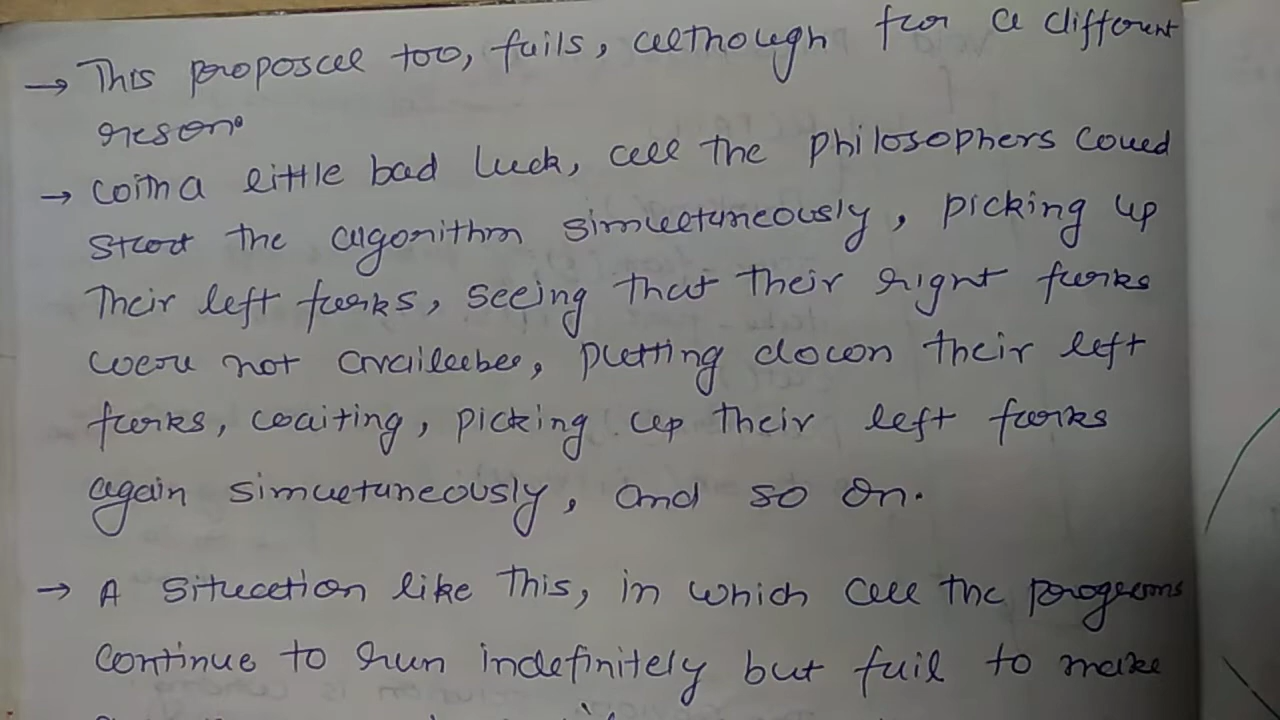 → This proposal too, fails, although for a different
reson.
→ with a little bad luck, all the philosophers could
start the algorithm simultaneously, picking up
Their left forks, seeing that their right forks
were not available, putting down their left
forks, waiting, picking up their left forks
again simultaneously, and so on.
→ A situation like this, in which all the programs
continue to run indefinitely but fail to make